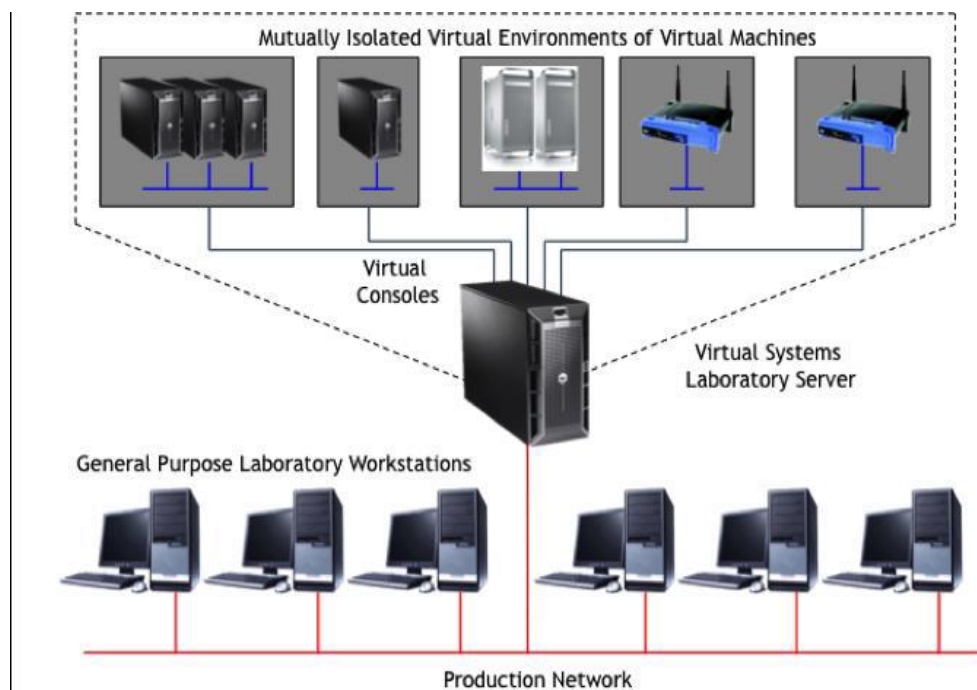 Mutually Isolated Virtual Environments of Virtual Machines
Virtual
Consoles
Virtual Systems
Laboratory Server
General Purpose Laboratory Workstations
Production Network